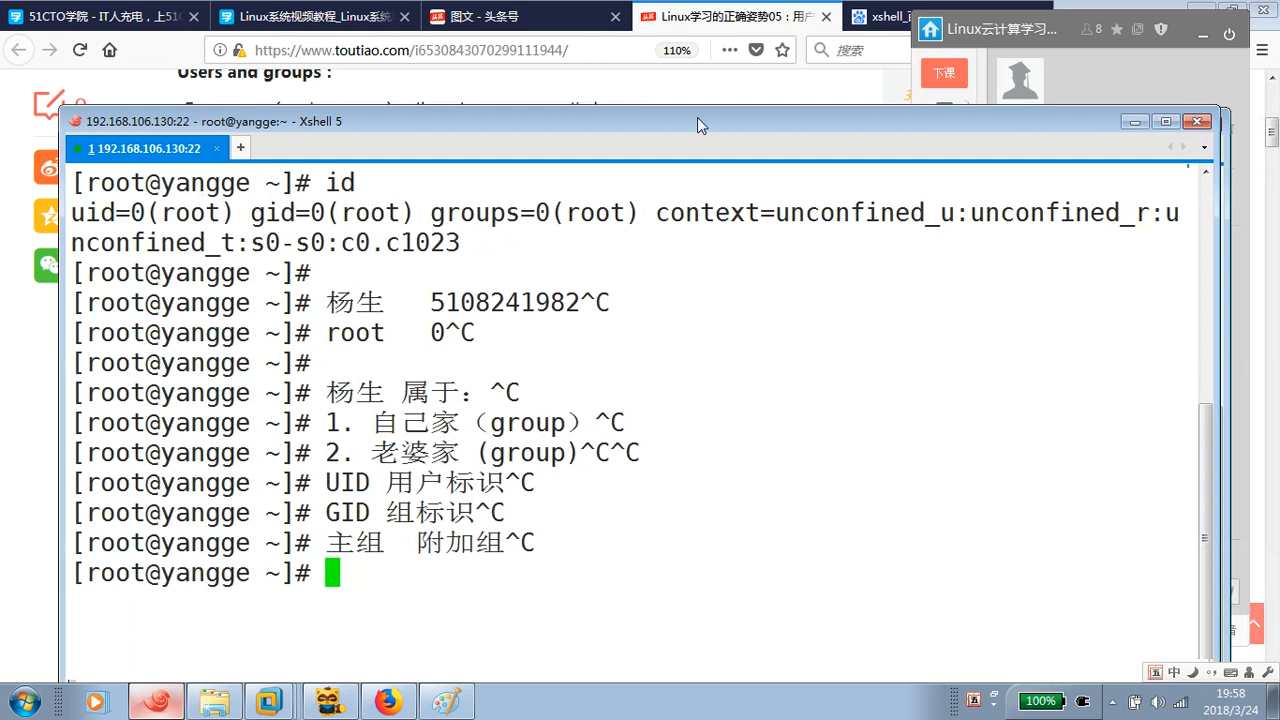 51CTO学院 - IT人充电，上51
Linux系统视频教程_Linux系统
图文 - 头条号
Linux学习的正确姿势05：用户
xshell_
Linux云计算学习...
8
https://www.toutiao.com/i6530843070299111944/
110%
搜索
下课
Users and groups :
192.168.106.130:22 - root@yangge:~ - Xshell 5
1 192.168.106.130:22
[root@yangge ~]# id
uid=0(root) gid=0(root) groups=0(root) context=unconfined_u:unconfined_r:u
nconfined_t:s0-s0:c0.c1023
[root@yangge ~]#
[root@yangge ~]# 杨生   5108241982^C
[root@yangge ~]# root   0^C
[root@yangge ~]#
[root@yangge ~]# 杨生 属于：^C
[root@yangge ~]# 1. 自己家（group）^C
[root@yangge ~]# 2. 老婆家 (group)^C^C
[root@yangge ~]# UID 用户标识^C
[root@yangge ~]# GID 组标识^C
[root@yangge ~]# 主组  附加组^C
[root@yangge ~]#
五 中
五
100%
19:58
2018/3/24